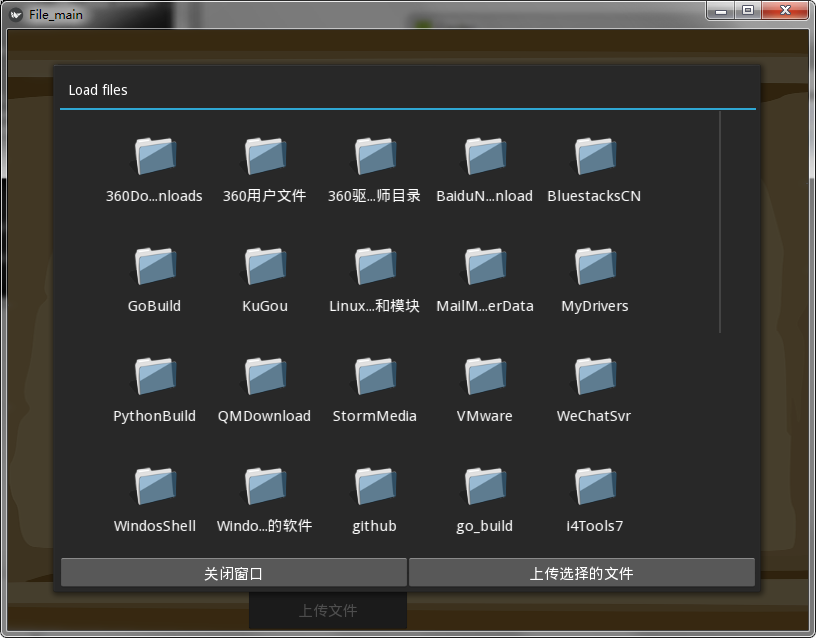 File_main
Load files
360Do...nloads 360用户文件 360驱...师目录 BaiduN...nload BluestacksCN
GoBuild KuGou Linux...和模块 MailM...erData MyDrivers
PythonBuild QMDownload StormMedia VMware WeChatSvr
WindosShell Windo...的软件 github go_build i4Tools7
关闭窗口 上传选择的文件
上传文件